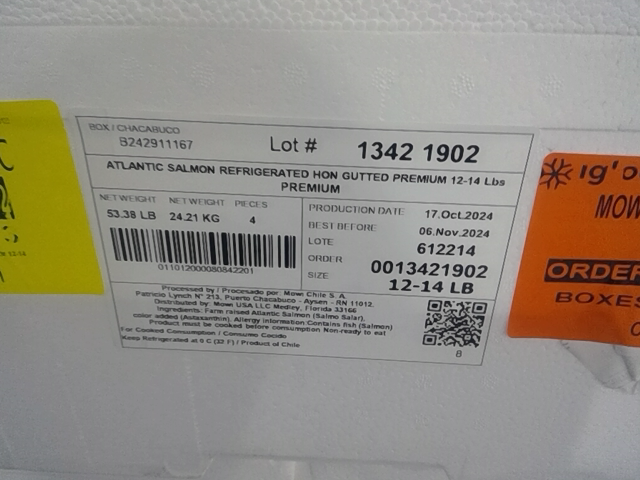 BOX / CHACABUCO
B242911167
Lot # 1342 1902
ATLANTIC SALMON REFRIGERATED HON GUTTED PREMIUM 12-14 Lbs
PREMIUM
NET WEIGHT NET WEIGHT PIECES
53.38 LB 24.21 KG 4
011012000080842201
PRODUCTION DATE 17.Oct.2024
BEST BEFORE 06.Nov.2024
LOTE 612214
ORDER 0013421902
SIZE 12-14 LB
Processed by / Procesado por: Mowi Chile S. A.
Patricio Lynch N° 213, Puerto Chacabuco - Aysen - RN 11012.
Distributed by: Mowi USA LLC Medley, Florida 33166
Ingredients: Farm raised Atlantic Salmon (Salmo Salar),
color added (Astaxanthin). Allergy Information Contains fish (Salmon)
Product must be cooked before consumption Non-ready to eat
For Cooked Consumption / Consumo Cocido
Keep Refrigerated at 0 C (32 F) / Product of Chile
8
MOW
ORDER
BOXES